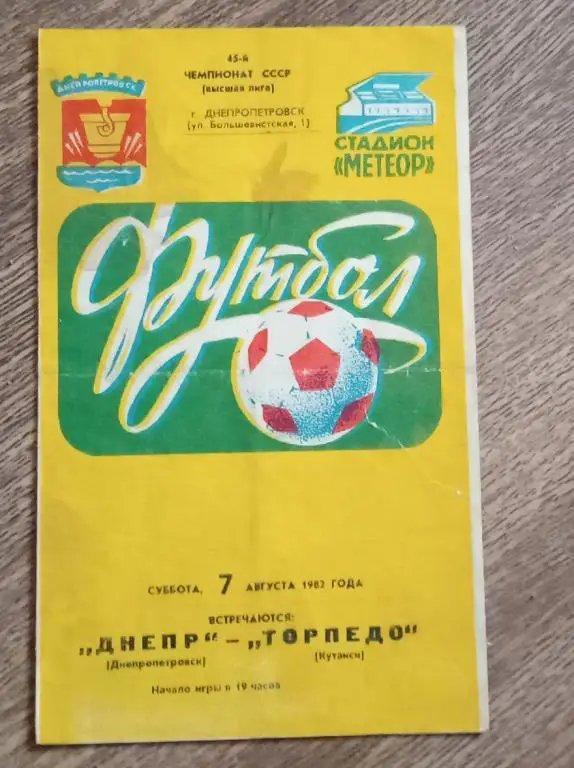 ДНЕПРОПЕТРОВСК
45-й
ЧЕМПИОНАТ СССР
(высшая лига)
г. ДНЕПРОПЕТРОВСК
(ул. Большевистская, 1)
СТАДИОН
«МЕТЕОР»
Футбол
СУББОТА, 7 АВГУСТА 1982 ГОДА
ВСТРЕЧАЮТСЯ:
„ДНЕПР“ — „ТОРПЕДО“
(Днепропетровск) (Кутаиси)
Начало игры в 19 часов